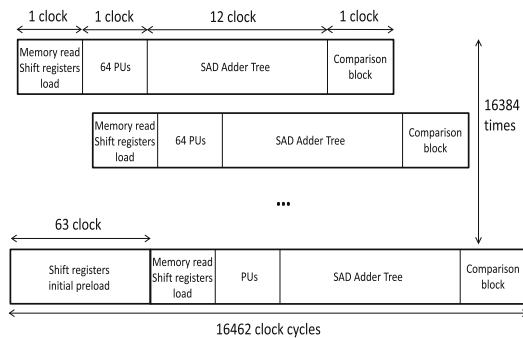 1 clock 1 clock 12 clock 1 clock
Memory read
Shift registers
load
64 PUs
SAD Adder Tree
Comparison
block
Memory read
Shift registers
load
64 PUs
SAD Adder Tree
Comparison
block
16384
times
...
63 clock
Shift registers
initial preload
Memory read
Shift registers
load
PUs
SAD Adder Tree
Comparison
block
16462 clock cycles